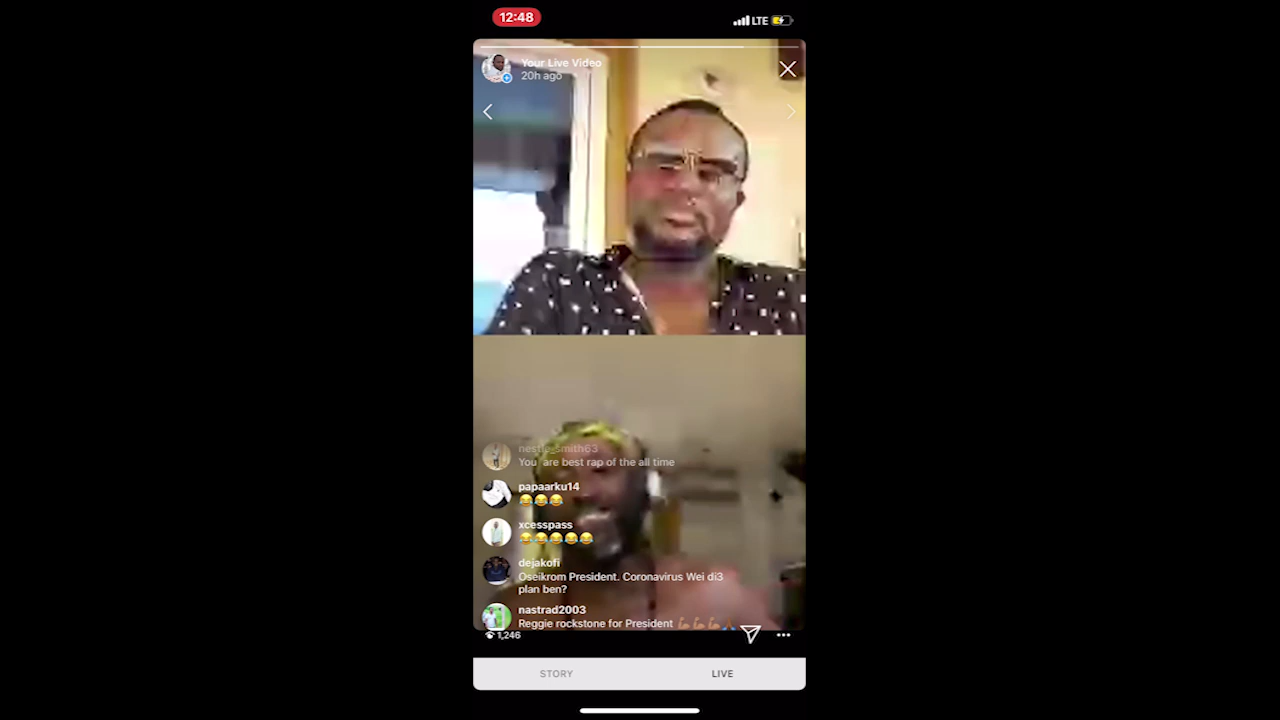 12:48
LTE
Your Live Video
20h ago
nestle_smith63
You are best rap of the all time
papaarku14
😂😂😂
xcesspass
😂😂😂😂😂
dejakofi
Oseikrom President. Coronavirus Wei di3
plan ben?
nastrad2003
Reggie rockstone for President 💪🏾💪🏾💪🏾🙏🏾
1,246
STORY
LIVE